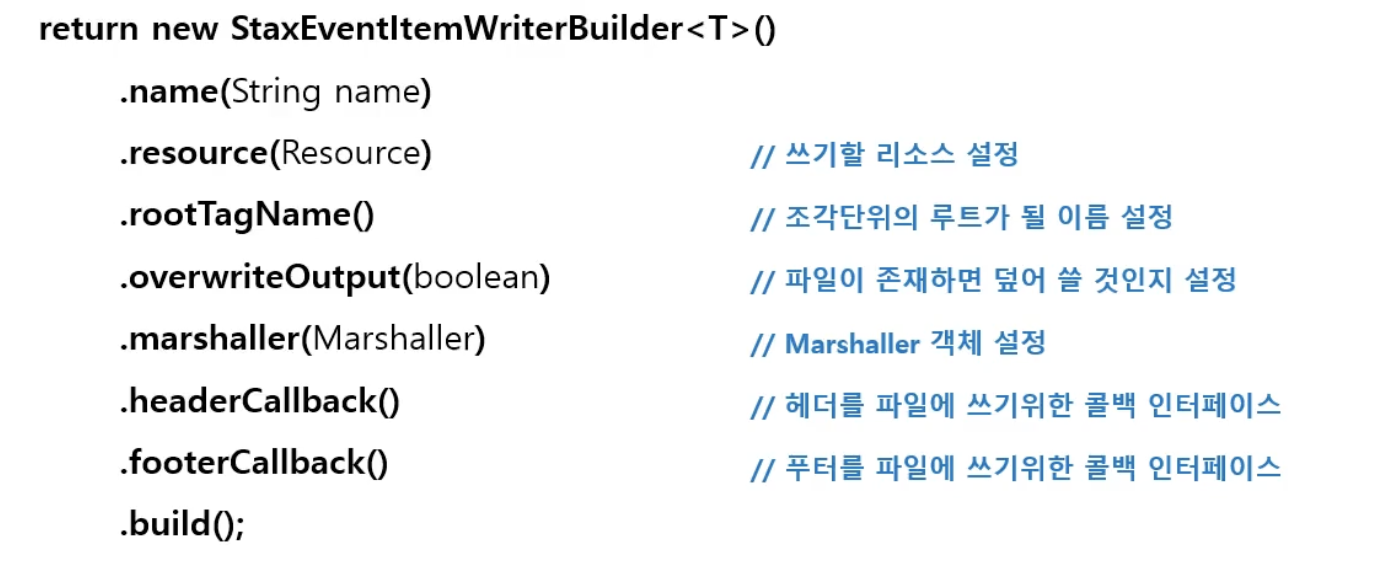 return new StaxEventItemWriterBuilder<T>()
.name(String name)
.resource(Resource) // 쓰기할 리소스 설정
.rootTagName() // 조각단위의 루트가 될 이름 설정
.overwriteOutput(boolean) // 파일이 존재하면 덮어 쓸 것인지 설정
.marshaller(Marshaller) // Marshaller 객체 설정
.headerCallback() // 헤더를 파일에 쓰기위한 콜백 인터페이스
.footerCallback() // 푸터를 파일에 쓰기위한 콜백 인터페이스
.build();